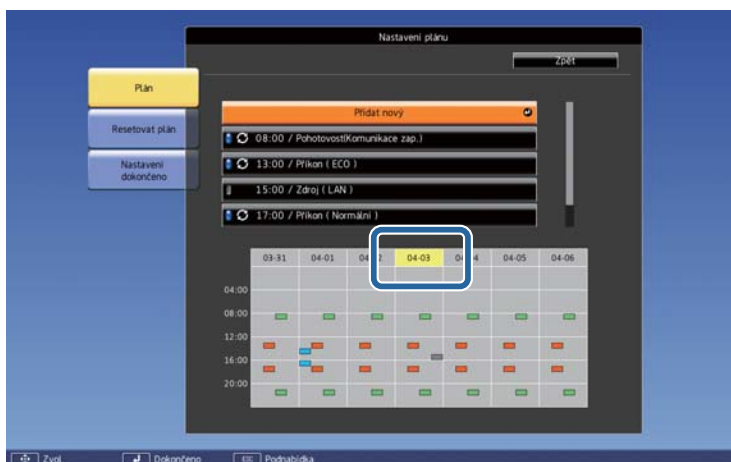 Nastavení plánu
Zpět
Plán
Resetovat plán
Nastavení
dokončeno
Přidat nový
08:00 / Pohotovost(Komunikace zap.)
13:00 / Příkon ( ECO )
15:00 / Zdroj ( LAN )
17:00 / Příkon ( Normální )
03-31 04-01 04-03 04-05 04-06
04:00
08:00
12:00
16:00
20:00
Zvol Dokončeno Esc Podnabídka